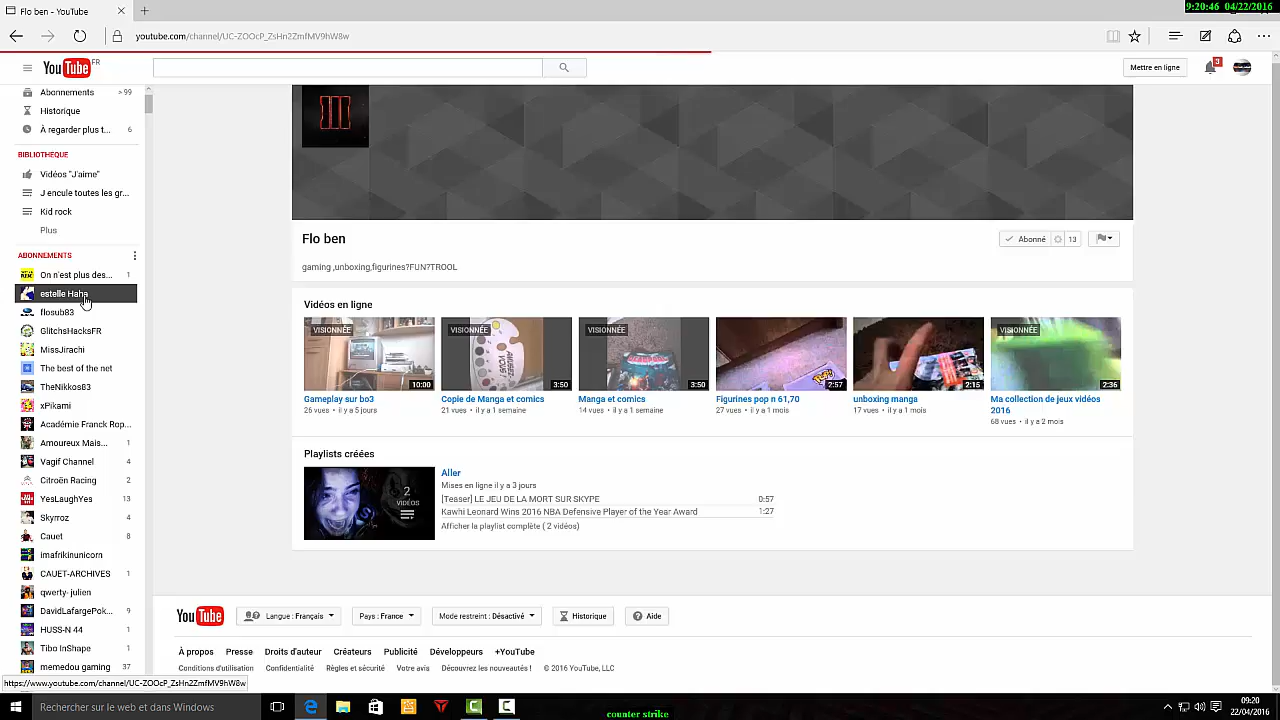 9:20:46 04/22/2016
Flo ben - YouTube
youtube.com/channel/UC-ZOOcP_ZsHn2ZmfMV9hW8w
YouTube FR
Mettre en ligne
3
Abonnements > 99
Historique
À regarder plus t... 6
BIBLIOTHÈQUE
Vidéos "J'aime"
J encule toutes les gr...
Kid rock
Plus
ABONNEMENTS
On n'est plus des... 1
estelle Haha
flosub83
GlitchsHacksFR
MissJirachi
The best of the net
TheNikkos83
xPikami
Académie Franck Rop...
Amoureux Mais... 1
Vagif Channel 4
Citroën Racing 2
YesLaughYes 13
Skyrroz 4
Cauet 8
imafrikinunicorn
CAUET-ARCHIVES 1
qwerty- julien
DavidLafargePok... 9
HUSS-N 44 1
Tibo InShape 1
memedou gaming 37
https://www.youtube.com/channel/UC-ZOOcP_ZsHn2ZmfMV9hW8w
Flo ben
Abonné 13
gaming ,unboxing,figurines?FUN?TROOL
Vidéos en ligne
VISIONNÉE
10:00
Gameplay sur bo3
26 vues • il y a 5 jours
VISIONNÉE
3:50
Copie de Manga et comics
21 vues • il y a 1 semaine
VISIONNÉE
3:50
Manga et comics
14 vues • il y a 1 semaine
2:57
Figurines pop n 61,70
27 vues • il y a 1 mois
2:15
unboxing manga
17 vues • il y a 1 mois
VISIONNÉE
2:36
Ma collection de jeux vidéos
2016
68 vues • il y a 2 mois
Playlists créées
2
VIDÉOS
Aller
Mises en ligne il y a 3 jours
[Teaser] LE JEU DE LA MORT SUR SKYPE 0:57
Kawhi Leonard Wins 2016 NBA Defensive Player of the Year Award 1:27
Afficher la playlist complète ( 2 vidéos)
YouTube
Langue : Français
Pays : France
Mode restreint : Désactivé
Historique
Aide
À propos Presse Droits d'auteur Créateurs Publicité Développeurs +YouTube
Conditions d'utilisation Confidentialité Règles et sécurité Votre avis Découvrez les nouveautés ! © 2016 YouTube, LLC
Rechercher sur le web et dans Windows
counter strike
09:20
22/04/2016